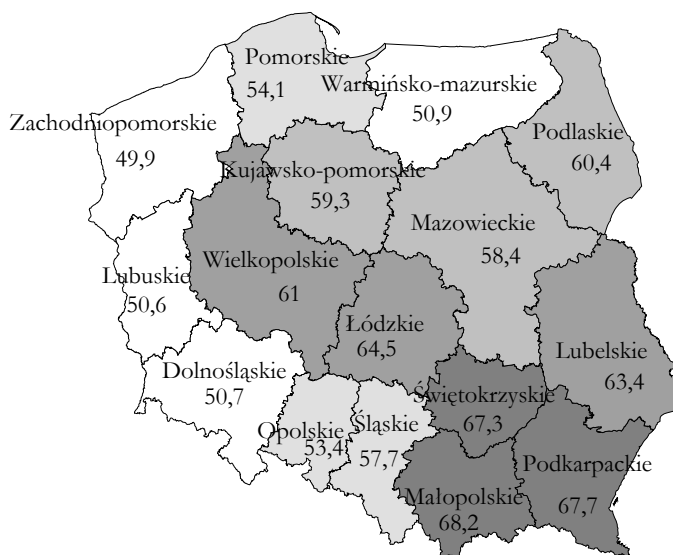 Pomorskie
54,1
Warmińsko-mazurskie
50,9
Zachodniopomorskie
49,9
Podlaskie
60,4
Kujawsko-pomorskie
59,3
Mazowieckie
58,4
Wielkopolskie
61
Lubuskie
50,6
Łódzkie
64,5
Lubelskie
63,4
Dolnośląskie
50,7
Świętokrzyskie
67,3
Opolskie
53,4
Śląskie
57,7
Podkarpackie
67,7
Małopolskie
68,2